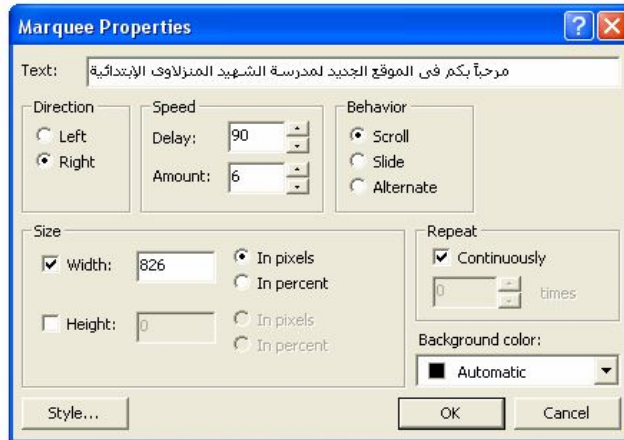 Marquee Properties
Text: مرحباً بكم فى الموقع الجديد لمدرسة الشهيد المنزلاوى الإبتدائية
Direction
Left
Right
Speed
Delay: 90
Amount: 6
Behavior
Scroll
Slide
Alternate
Size
Width: 826
In pixels
In percent
Height: 0
In pixels
In percent
Repeat
Continuously
0 times
Background color:
Automatic
Style...
OK
Cancel